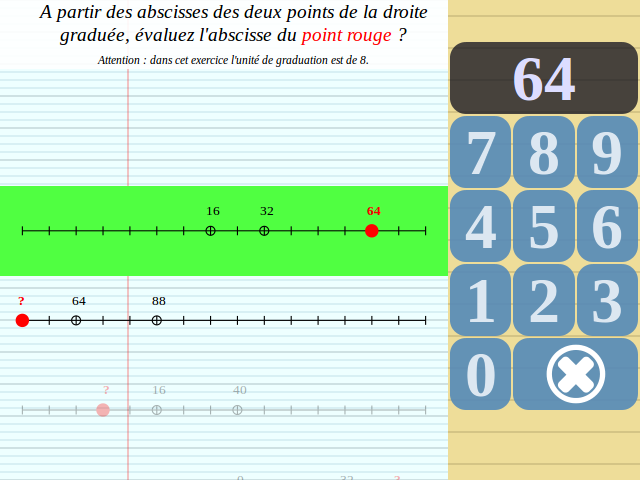 A partir des abscisses des deux points de la droite
graduée, évaluez l'abscisse du point rouge ?
Attention : dans cet exercice l'unité de graduation est de 8.
64
7 8 9
4 5 6
1 2 3
0
16 32 64
? 64 88
? 16 40
0 32 ?